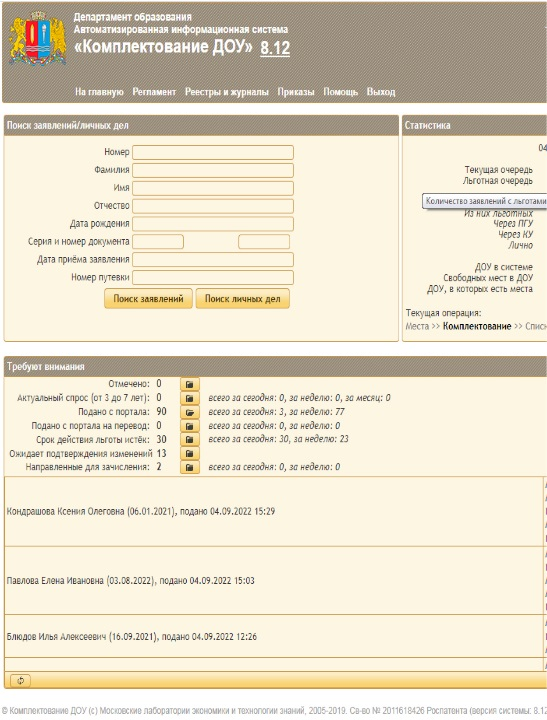 Департамент образования
Автоматизированная информационная система
«Комплектование ДОУ» 8.12
На главную Регламент Реестры и журналы Приказы Помощь Выход
Поиск заявлений/личных дел
Номер
Фамилия
Имя
Отчество
Дата рождения
Серия и номер документа
Дата приёма заявления
Номер путевки
Поиск заявлений Поиск личных дел
Статистика
04
Текущая очередь
Льготная очередь
Количество заявлений с льготами
Из них льготных
Через ПГУ
Через КУ
Лично
ДОУ в системе
Свободных мест в ДОУ
ДОУ, в которых есть места
Текущая операция:
Места >> Комплектование >> Списк
Требуют внимания
Отмечено: 0
Актуальный спрос (от 3 до 7 лет): 0 всего за сегодня: 0, за неделю: 0, за месяц: 0
Подано с портала: 90 всего за сегодня: 3, за неделю: 77
Подано с портала на перевод: 0 всего за сегодня: 0, за неделю: 0
Срок действия льготы истёк: 30 всего за сегодня: 30, за неделю: 23
Ожидает подтверждения изменений 13
Направленные для зачисления: 2 всего за сегодня: 0, за неделю: 0
Кондрашова Ксения Олеговна (06.01.2021), подано 04.09.2022 15:29
Павлова Елена Ивановна (03.08.2022), подано 04.09.2022 15:03
Блюдов Илья Алексеевич (16.09.2021), подано 04.09.2022 12:26
© Комплектование ДОУ (с) Московские лаборатории экономики и технологии знаний, 2005-2019. Св-во № 2011618426 Роспатента (версия системы: 8.12